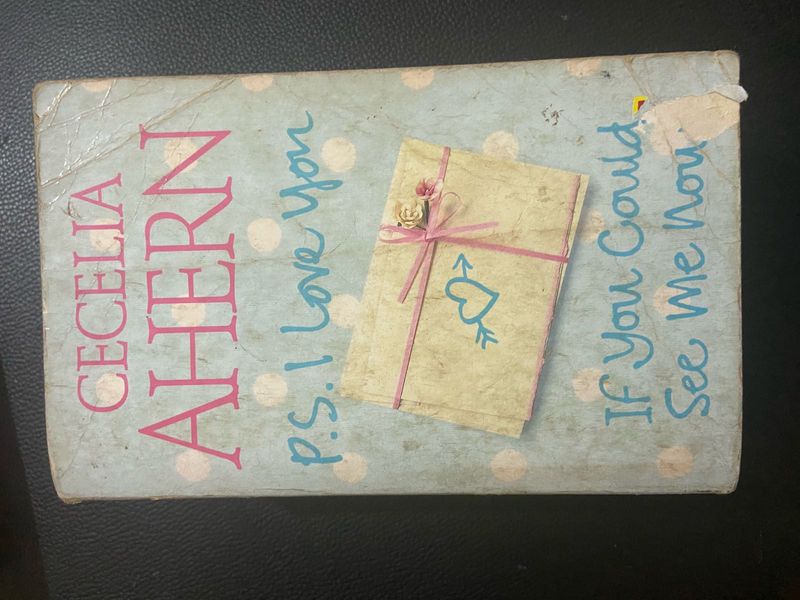 CECELIA
AHERN
P.S. I Love You
If You Could
See Me Now